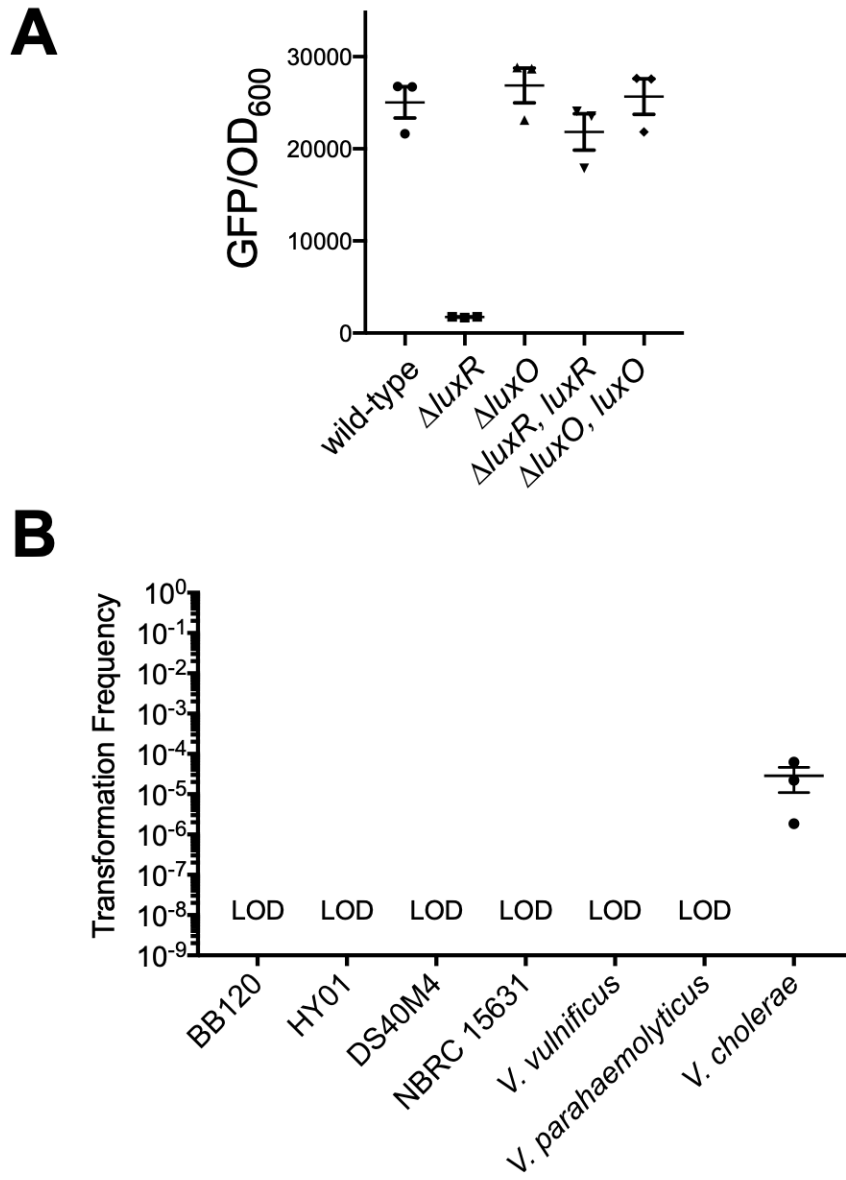 A
GFP/OD600
30000
20000
10000
0
wild-type
ΔluxR
ΔluxO
ΔluxR, luxR
ΔluxO, luxO
B
Transformation Frequency
10⁰
10⁻¹
10⁻²
10⁻³
10⁻⁴
10⁻⁵
10⁻⁶
10⁻⁷
10⁻⁸
10⁻⁹
LOD LOD LOD LOD LOD LOD
BB120
HY01
DS40M4
NBRC 15631
V. vulnificus
V. parahaemolyticus
V. cholerae